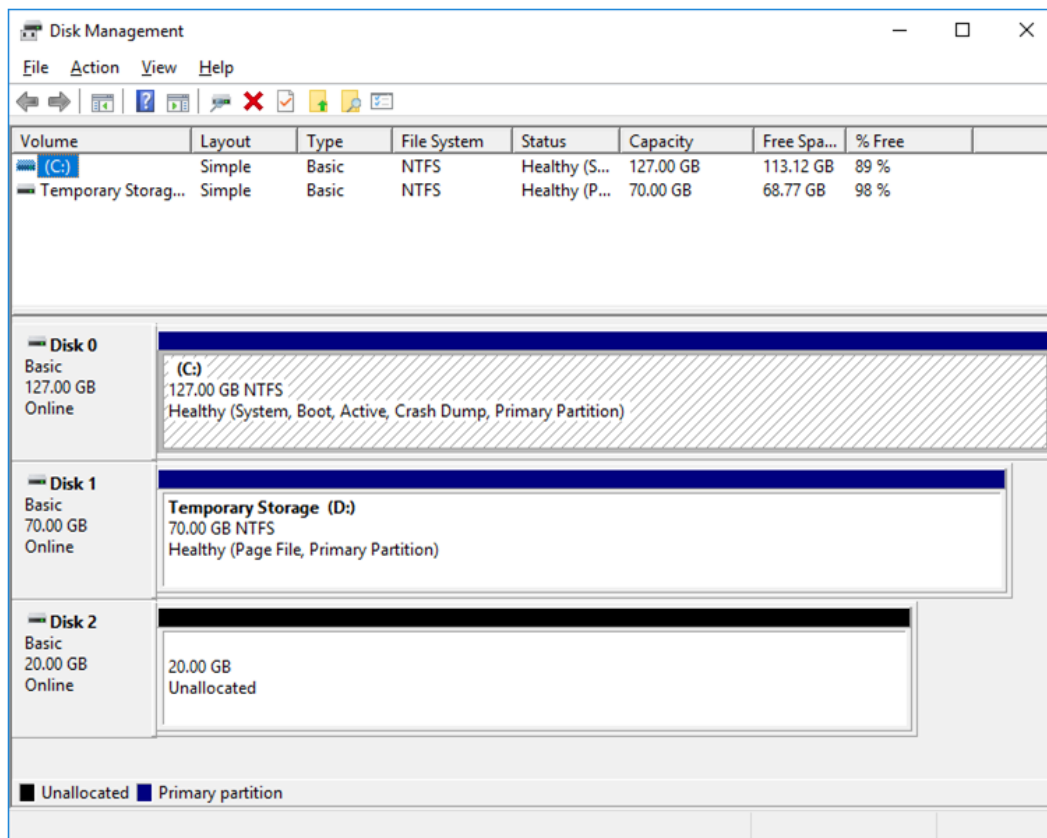 Disk Management
File Action View Help
Volume Layout Type File System Status Capacity Free Spa... % Free
(C:) Simple Basic NTFS Healthy (S... 127.00 GB 113.12 GB 89 %
Temporary Storag... Simple Basic NTFS Healthy (P... 70.00 GB 68.77 GB 98 %
Disk 0
Basic
127.00 GB
Online
(C:)
127.00 GB NTFS
Healthy (System, Boot, Active, Crash Dump, Primary Partition)
Disk 1
Basic
70.00 GB
Online
Temporary Storage (D:)
70.00 GB NTFS
Healthy (Page File, Primary Partition)
Disk 2
Basic
20.00 GB
Online
20.00 GB
Unallocated
Unallocated Primary partition